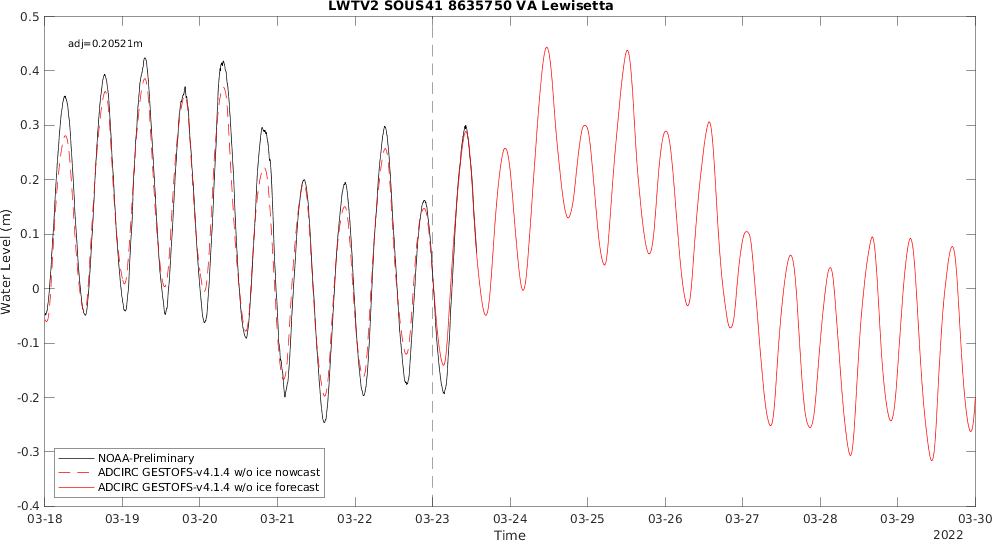 LWTV2 SOUS41 8635750 VA Lewisetta
adj=0.20521m
Water Level (m)
0.5
0.4
0.3
0.2
0.1
0
-0.1
-0.2
-0.3
-0.4
NOAA-Preliminary
ADCIRC GESTOFS-v4.1.4 w/o ice nowcast
ADCIRC GESTOFS-v4.1.4 w/o ice forecast
03-18 03-19 03-20 03-21 03-22 03-23 03-24 03-25 03-26 03-27 03-28 03-29 03-30
Time
2022